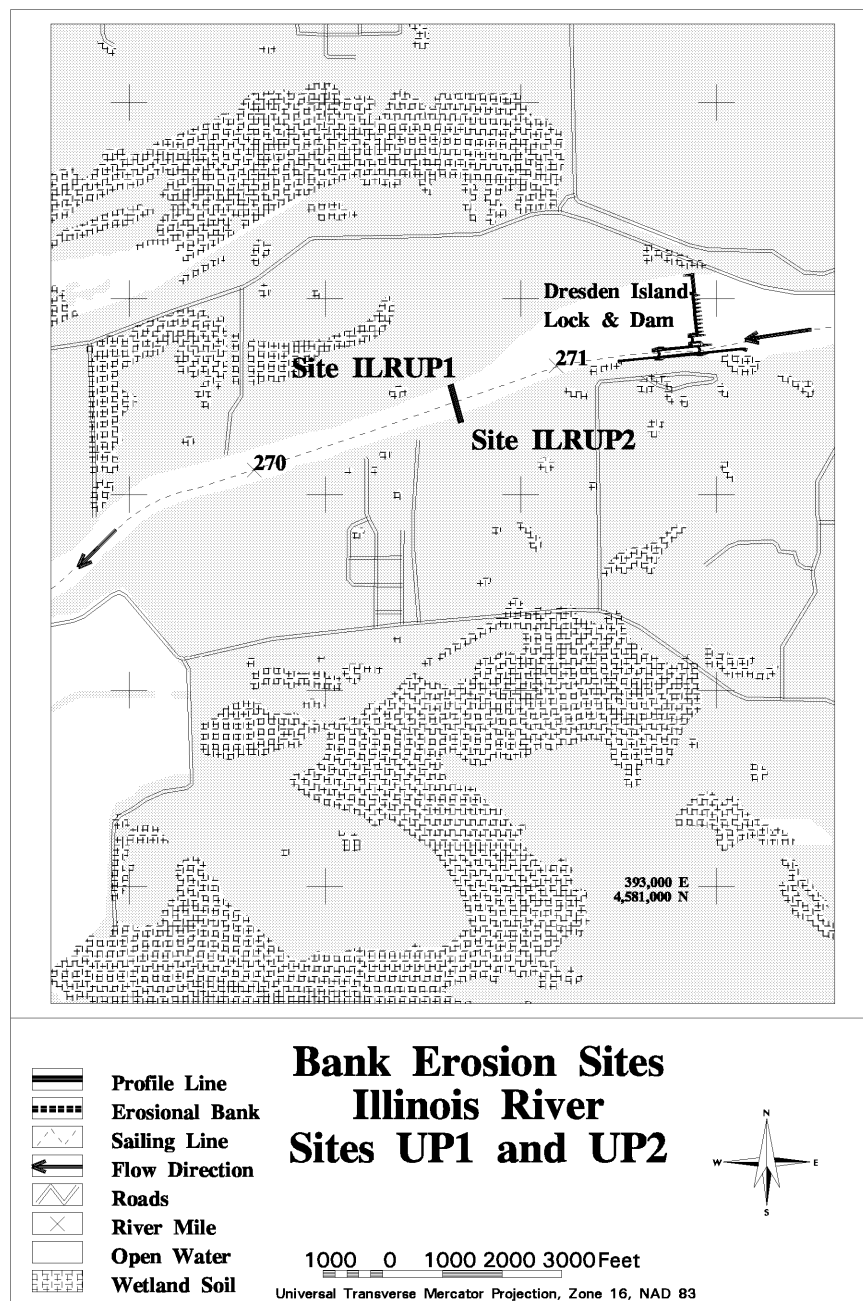 Dresden Island
Lock & Dam
271
Site ILRUP1
Site ILRUP2
270
393,000 E
4,581,000 N
Bank Erosion Sites
Illinois River
Sites UP1 and UP2
Profile Line
Erosional Bank
Sailing Line
Flow Direction
Roads
River Mile
Open Water
Wetland Soil
N
W E
S
1000 0 1000 2000 3000 Feet
Universal Transverse Mercator Projection, Zone 16, NAD 83